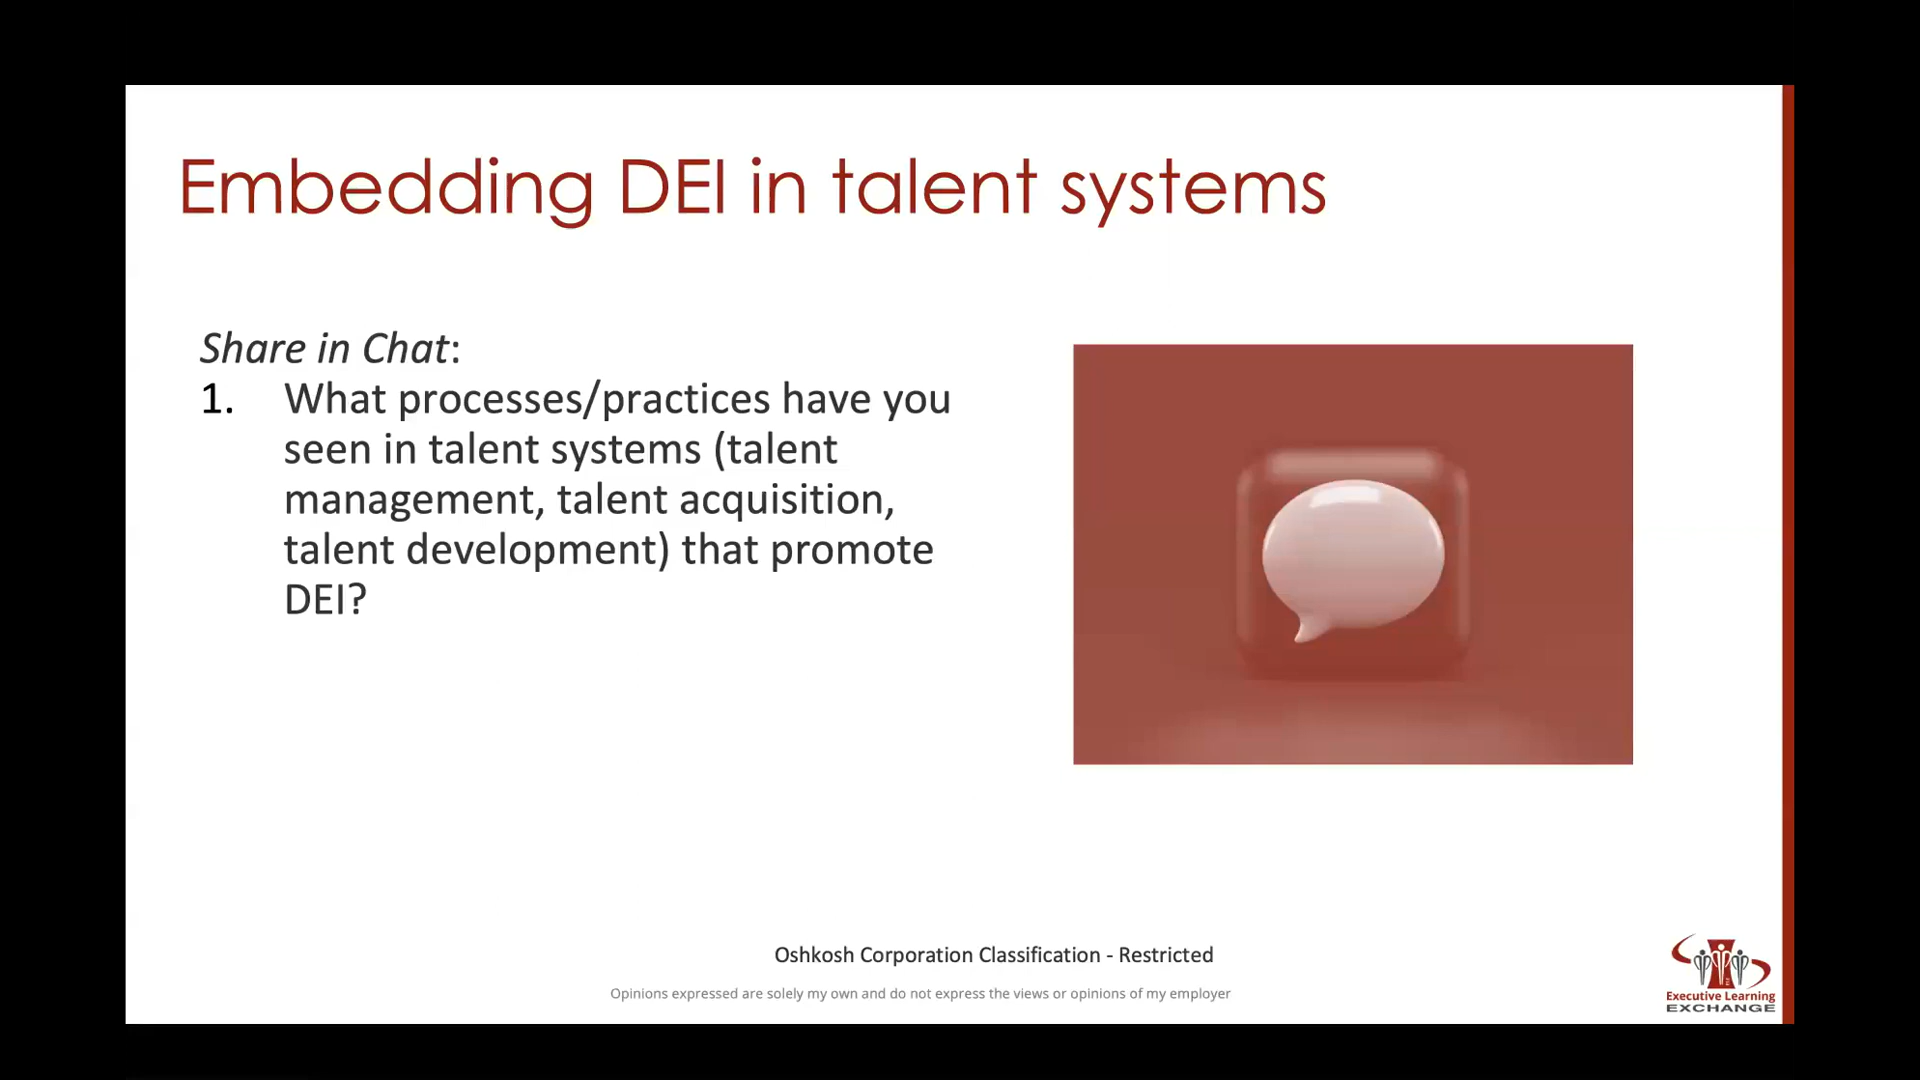 Embedding DEI in talent systems
Share in Chat:
1. What processes/practices have you
seen in talent systems (talent
management, talent acquisition,
talent development) that promote
DEI?
Oshkosh Corporation Classification - Restricted
Opinions expressed are solely my own and do not express the views or opinions of my employer
Executive Learning
EXCHANGE